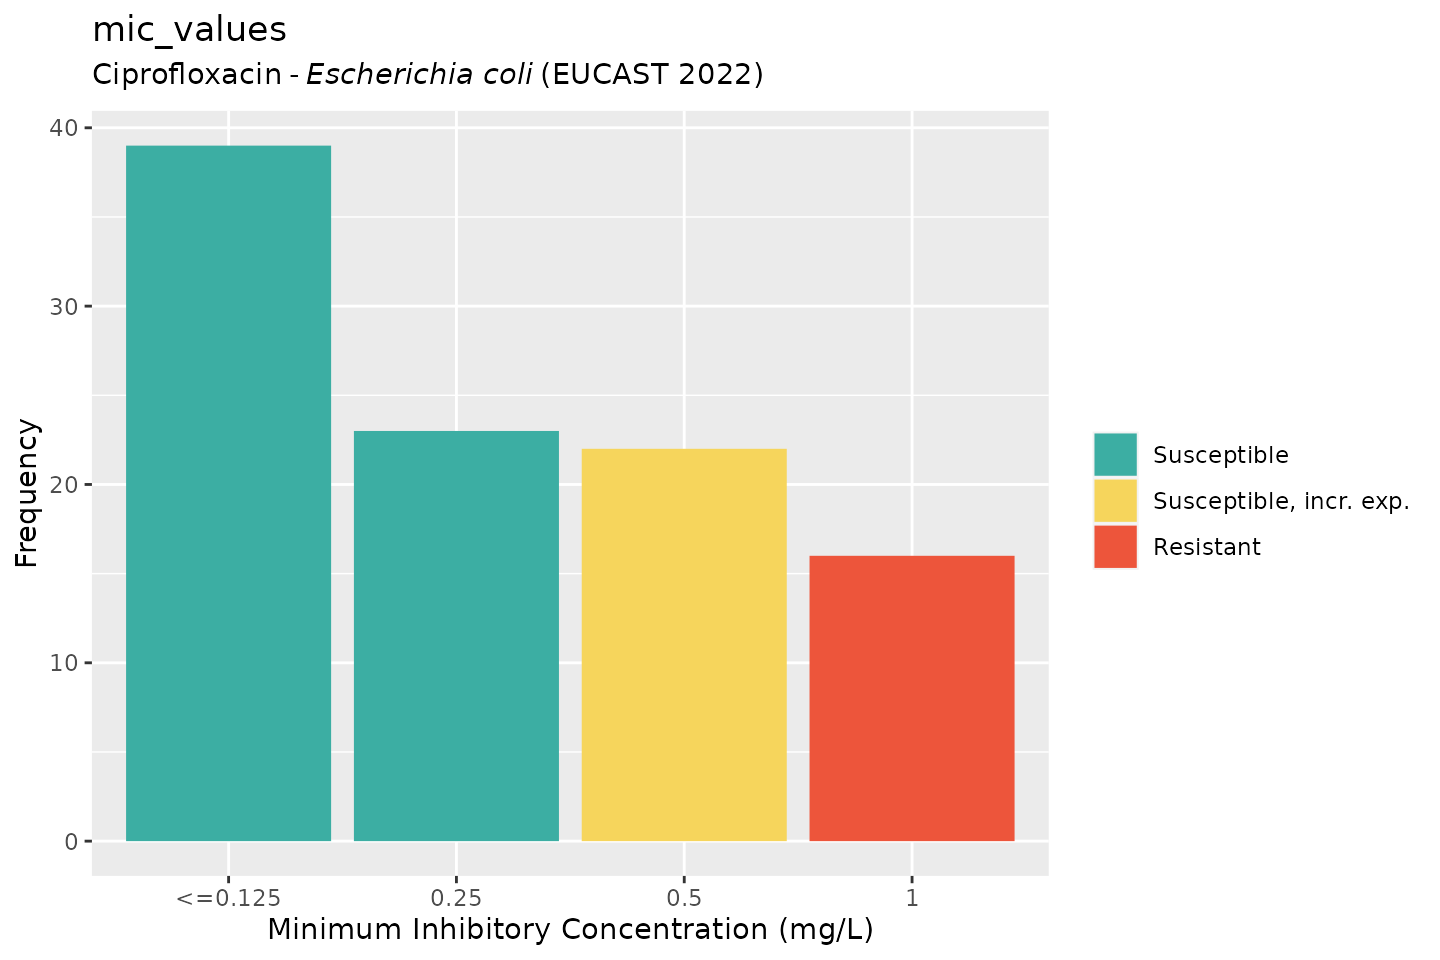 mic_values
Ciprofloxacin - Escherichia coli (EUCAST 2022)
40
30
20
10
0
Frequency
<=0.125
0.25
0.5
1
Minimum Inhibitory Concentration (mg/L)
Susceptible
Susceptible, incr. exp.
Resistant